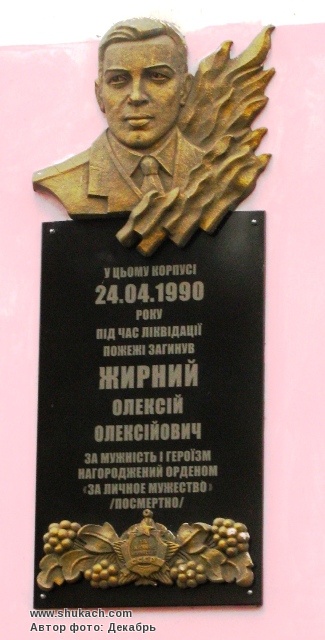 У ЦЬОМУ КОРПУСІ
24.04.1990
РОКУ
ПІД ЧАС ЛІКВІДАЦІЇ
ПОЖЕЖІ ЗАГИНУВ
ЖИРНИЙ
ОЛЕКСІЙ
ОЛЕКСІЙОВИЧ
ЗА МУЖНІСТЬ І ГЕРОЇЗМ
НАГОРОДЖЕНИЙ ОРДЕНОМ
«ЗА ЛИЧНОЕ МУЖЕСТВО»
/ПОСМЕРТНО/
www.shukach.com
Автор фото: Декабрь